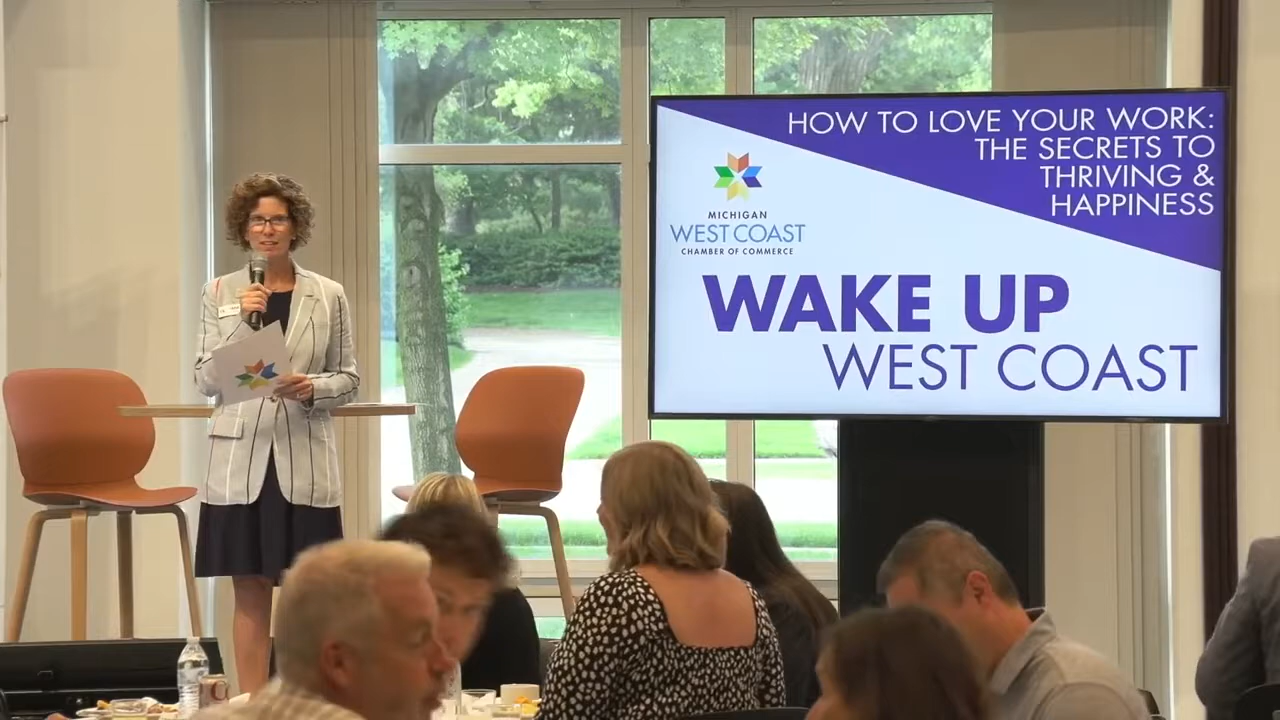 HOW TO LOVE YOUR WORK:
THE SECRETS TO
THRIVING &
HAPPINESS
MICHIGAN
WEST COAST
CHAMBER OF COMMERCE
WAKE UP
WEST COAST